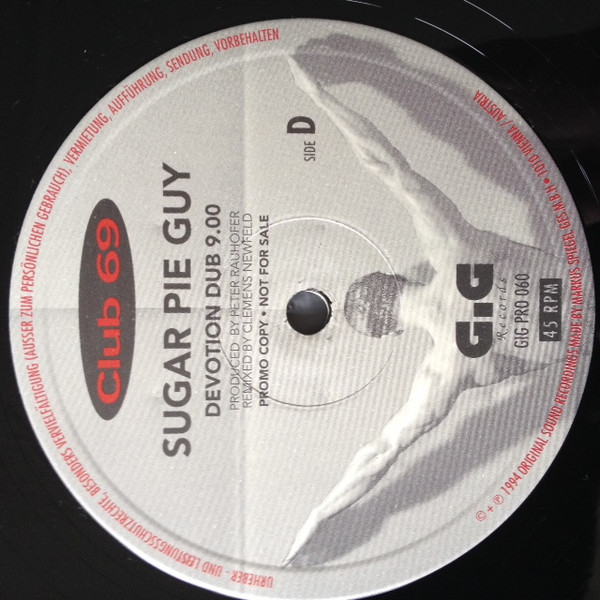 Club 69
SUGAR PIE GUY
DEVOTION DUB 9.00
PRODUCED BY PETER RAUHOFER
REMIXED BY CLEMENS NEWFELD
PROMO COPY • NOT FOR SALE
SIDE D
GIG
Records
GIG PRO 060
45 RPM
URHEBER - UND LEISTUNGSSCHUTZRECHTE, BESONDERS VERVIELFÄLTIGUNG (AUSSER ZUM PERSÖNLICHEN GEBRAUCH), VERMIETUNG, AUFFÜHRUNG, SENDUNG, VORBEHALTEN
© + ℗ 1994 ORIGINAL SOUND RECORDINGS MADE BY MARKUS SPIEGEL GES.M.B.H • 1010 VIENNA / AUSTRIA